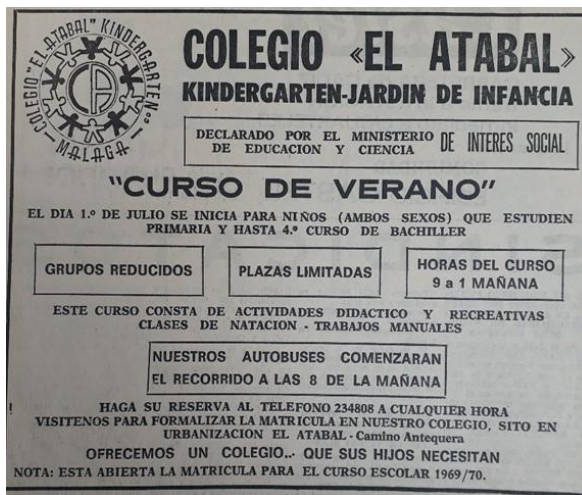 COLEGIO "EL ATABAL" KINDERGARTEN
MALAGA
COLEGIO «EL ATABAL»
KINDERGARTEN-JARDIN DE INFANCIA
DECLARADO POR EL MINISTERIO
DE EDUCACION Y CIENCIA
DE INTERES SOCIAL
"CURSO DE VERANO"
EL DIA 1.º DE JULIO SE INICIA PARA NIÑOS (AMBOS SEXOS) QUE ESTUDIEN
PRIMARIA Y HASTA 4.º CURSO DE BACHILLER
GRUPOS REDUCIDOS
PLAZAS LIMITADAS
HORAS DEL CURSO
9 a 1 MAÑANA
ESTE CURSO CONSTA DE ACTIVIDADES DIDACTICO Y RECREATIVAS
CLASES DE NATACION - TRABAJOS MANUALES
NUESTROS AUTOBUSES COMENZARAN
EL RECORRIDO A LAS 8 DE LA MAÑANA
HAGA SU RESERVA AL TELEFONO 234808 A CUALQUIER HORA
VISITENOS PARA FORMALIZAR LA MATRICULA EN NUESTRO COLEGIO, SITO EN
URBANIZACION EL ATABAL - Camino Antequera
OFRECEMOS UN COLEGIO... QUE SUS HIJOS NECESITAN
NOTA: ESTA ABIERTA LA MATRICULA PARA EL CURSO ESCOLAR 1969/70.